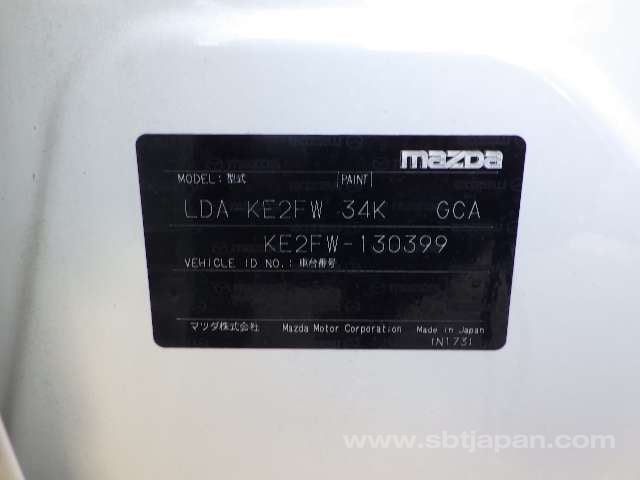 mazda
MODEL: 型式 PAINT
LDA-KE2FW 34K GCA
KE2FW-130399
VEHICLE ID NO.: 車台番号
マツダ株式会社 Mazda Motor Corporation Made in Japan
1N173I
www.sbtjapan.com